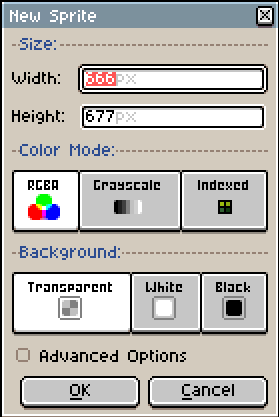 New Sprite
Size:
Width: 666px
Height: 677px
Color Mode:
RGBA Grayscale Indexed
Background:
Transparent White Black
Advanced Options
OK Cancel